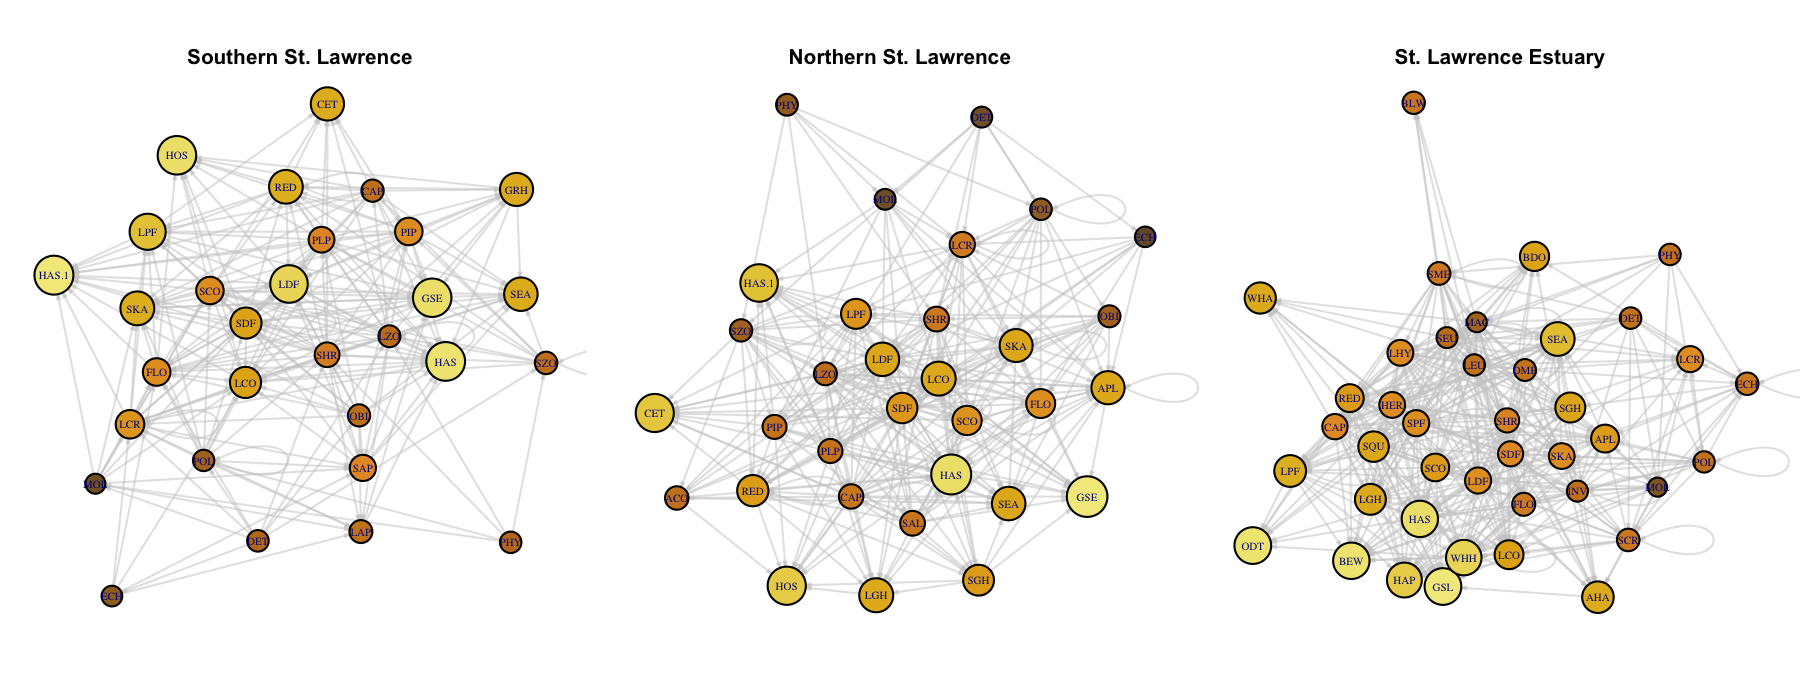 Southern St. Lawrence
CET
HOS
RED
CAP
GRH
LPF
PIP
PLP
HAS.1
LDF
SCO
GSE
SEA
SKA
SDF
LZO
SHR
HAS
SZO
FLO
LCO
OBI
LCR
POL
SAP
MOL
LAP
DET
PHY
ECH
Northern St. Lawrence
PHY
DET
MOL
POL
ECH
LCR
HAS.1
LPF
SHR
OBI
SZO
SKA
LDF
LZO
LCO
APL
FLO
SDF
CET
SCO
PIP
PLP
HAS
RED
CAP
ACO
GSE
SEA
SAL
SGH
HOS
LGH
St. Lawrence Estuary
BLW
PHY
BDO
SME
WHA
DET
MAC
SEU
SEA
LHY
LCR
LEU
OME
ECH
RED
HER
SGH
SPF
SHR
CAP
APL
SQU
SDF
SKA
POL
LPF
SCO
LDF
MOL
INV
LGH
FLO
HAS
SCR
ODT
BEW
WHH
LCO
HAP
GSL
AHA